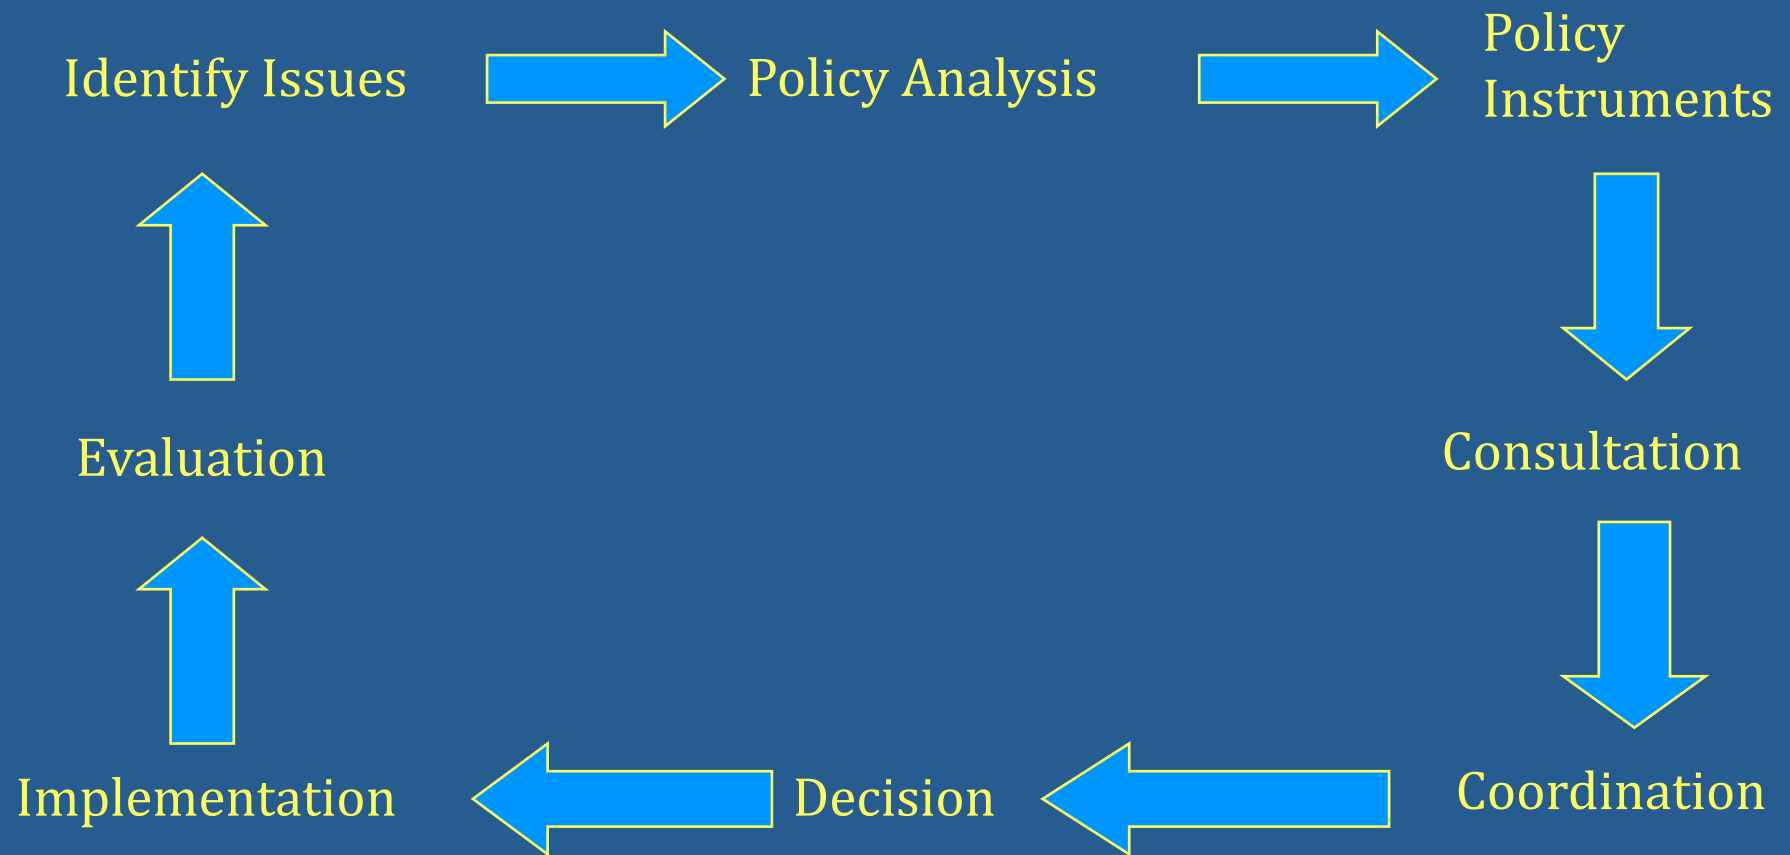 Identify Issues
Policy Analysis
Policy
Instruments
Evaluation
Consultation
Implementation
Decision
Coordination